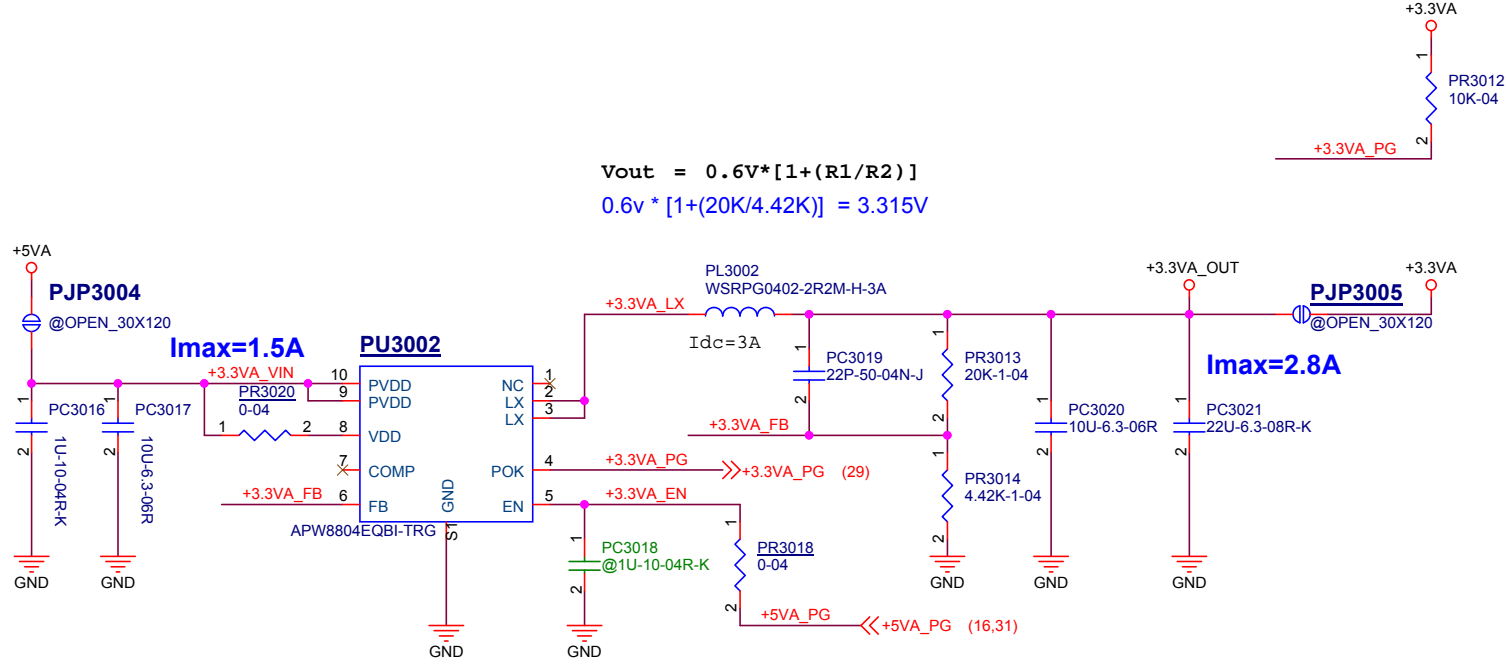 +3.3VA
1
PR3012
10K-04
2
+3.3VA_PG
Vout = 0.6V*[1+(R1/R2)]
0.6v * [1+(20K/4.42K)] = 3.315V
+5VA
PJP3004
@OPEN_30X120
Imax=1.5A
+3.3VA_VIN
PR3020
0-04
1
2
1
PC3016
1U-10-04R-K
2
GND
1
PC3017
10U-6.3-06R
2
GND
PU3002
10
PVDD
9
PVDD
8
VDD
7
COMP
+3.3VA_FB
6
FB
GND
S1
NC
1
LX
2
LX
3
POK
4
EN
5
APW8804EQBI-TRG
GND
+3.3VA_LX
PL3002
WSRPG0402-2R2M-H-3A
Idc=3A
+3.3VA_PG
+3.3VA_PG (29)
+3.3VA_EN
1
PC3018
@1U-10-04R-K
2
GND
1
PR3018
0-04
2
+5VA_PG
+5VA_PG (16,31)
1
PC3019
22P-50-04N-J
2
+3.3VA_FB
1
PR3013
20K-1-04
2
1
PR3014
4.42K-1-04
2
GND
1
PC3020
10U-6.3-06R
2
GND
+3.3VA_OUT
1
PC3021
22U-6.3-08R-K
2
GND
PJP3005
@OPEN_30X120
+3.3VA
Imax=2.8A